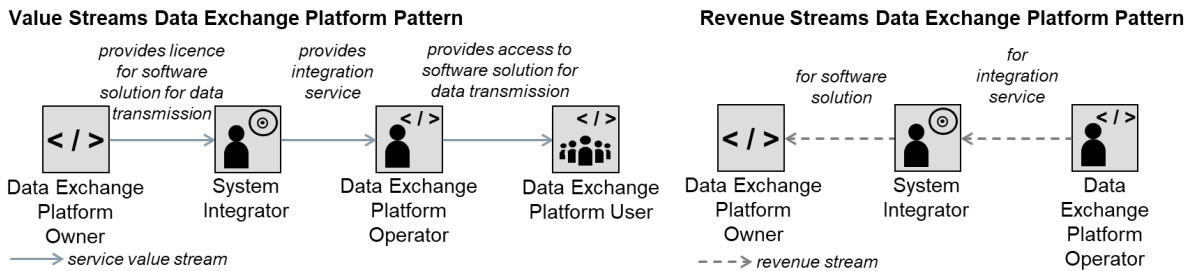 Value Streams Data Exchange Platform Pattern
provides licence
for software
solution for data
transmission
provides
integration
service
provides access to
software solution for
data transmission
< / >
< / >
< / >
Data Exchange
Platform
Owner
System
Integrator
Data Exchange
Platform
Operator
Data Exchange
Platform User
service value stream
Revenue Streams Data Exchange Platform Pattern
for software
solution
for
integration
service
< / >
< / >
Data Exchange
Platform
Owner
System
Integrator
Data
Exchange
Platform
Operator
revenue stream